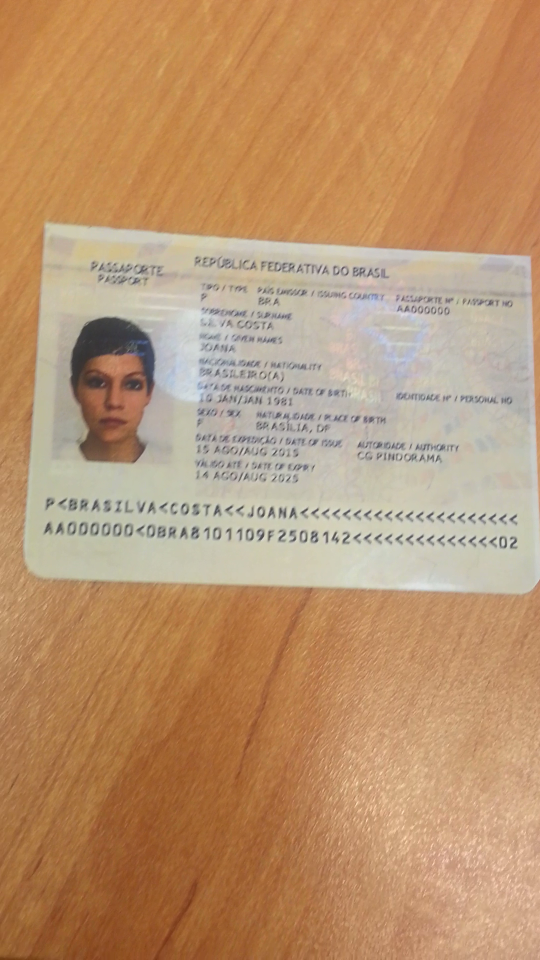 PASSAPORTE
PASSPORT
REPÚBLICA FEDERATIVA DO BRASIL
TIPO / TYPE PAÍS EMISSOR / ISSUING COUNTRY PASSAPORTE Nº / PASSPORT NO
P BRA AA000000
SOBRENOME / SURNAME
SILVA COSTA
NOME / GIVEN NAMES
JOANA
NACIONALIDADE / NATIONALITY
BRASILEIRO(A)
DATA DE NASCIMENTO / DATE OF BIRTH IDENTIDADE Nº / PERSONAL NO
10 JAN/JAN 1981
SEXO / SEX NATURALIDADE / PLACE OF BIRTH
F BRASÍLIA, DF
DATA DE EXPEDIÇÃO / DATE OF ISSUE AUTORIDADE / AUTHORITY
15 AGO/AUG 2015 CG PINDORAMA
VÁLIDO ATÉ / DATE OF EXPIRY
14 AGO/AUG 2025
P<BRASILVA<COSTA<<JOANA<<<<<<<<<<<<<<<<<<<<<
AA000000<0BRA8101109F2508142<<<<<<<<<<<<<<02